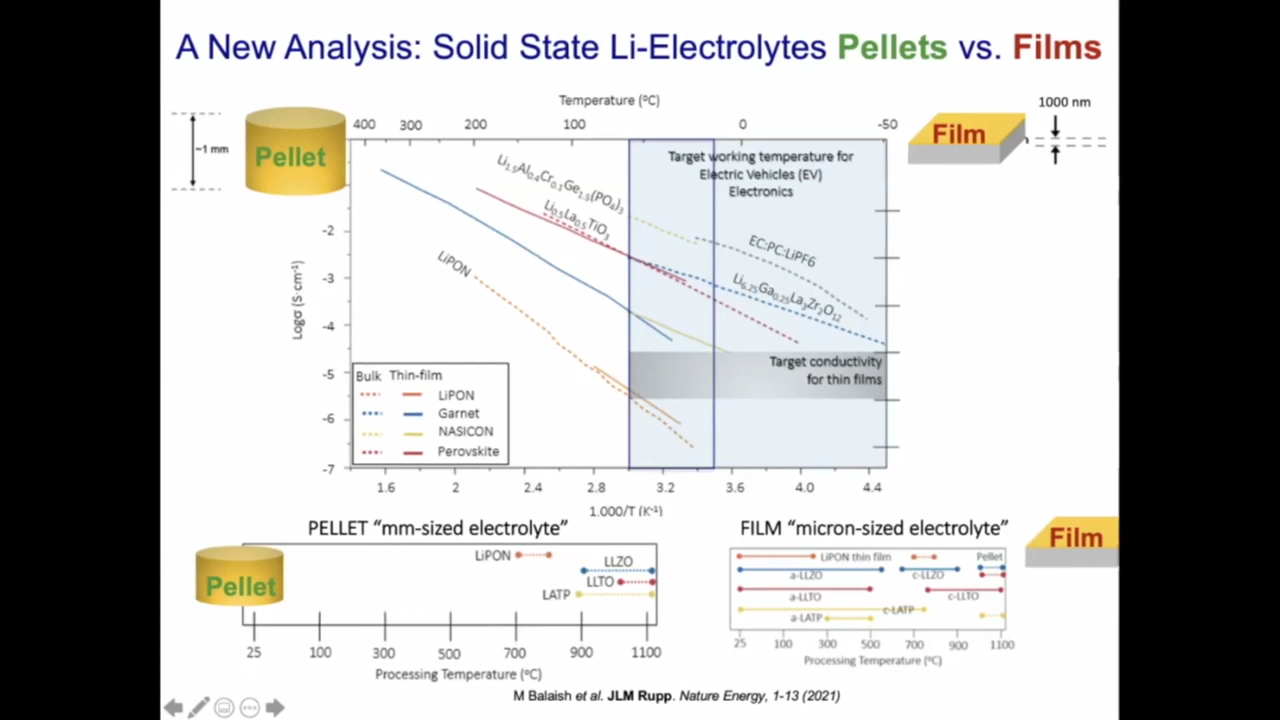 A New Analysis: Solid State Li-Electrolytes Pellets vs. Films
Temperature (ºC)
400 300 200 100 0 -50
~1 mm
Pellet
Film
1000 nm
Target working temperature for
Electric Vehicles (EV)
Electronics
Li1.5Al0.4Cr0.1Ge1.5(PO4)3
Li0.5La0.5TiO3
LiPON
EC:PC:LiPF6
Li6.25Ga0.25La3Zr2O12
Target conductivity
for thin films
Logσ (S·cm-1)
-2
-3
-4
-5
-6
-7
Bulk Thin-film
LiPON
Garnet
NASICON
Perovskite
1.6 2 2.4 2.8 3.2 3.6 4.0 4.4
1.000/T (K-1)
PELLET “mm-sized electrolyte”
Pellet
LiPON
LLZO
LLTO
LATP
25 100 300 500 700 900 1100
Processing Temperature (ºC)
FILM “micron-sized electrolyte”
Film
LiPON thin film
Pellet
a-LLZO
c-LLZO
a-LLTO
c-LLTO
c-LATP
a-LATP
25 100 300 500 700 900 1100
Processing Temperature (ºC)
M Balaish et al. JLM Rupp. Nature Energy, 1-13 (2021)